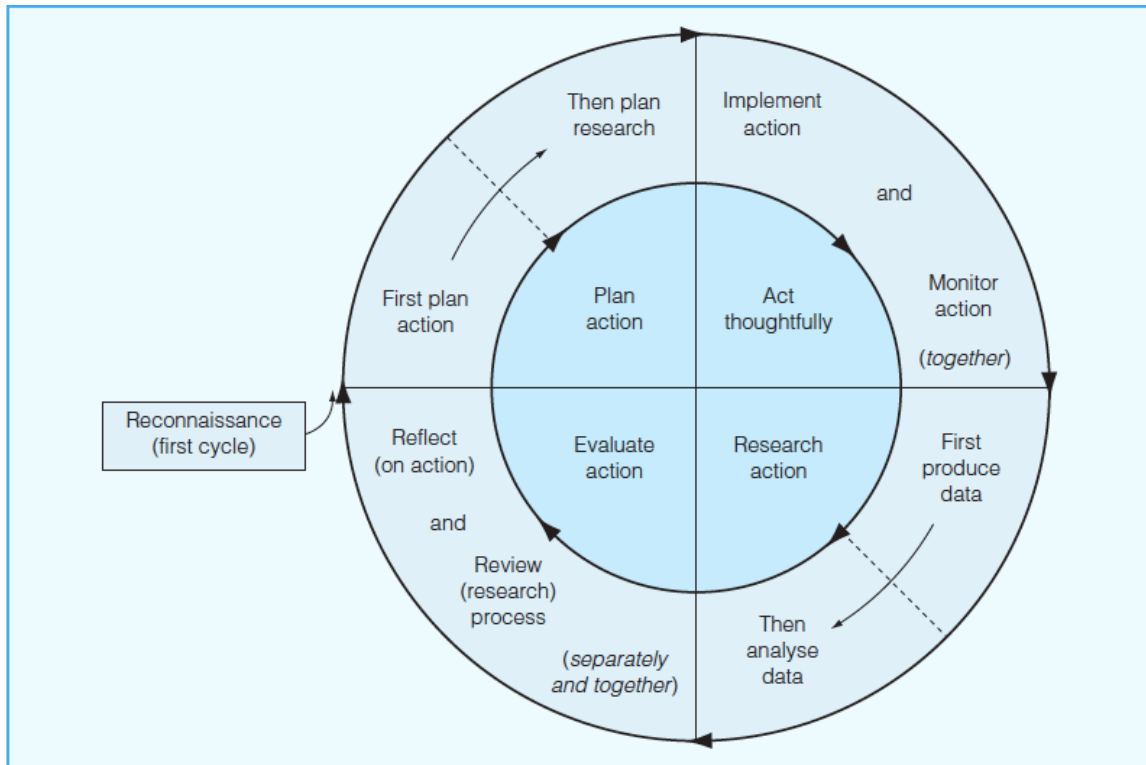 Then plan
research
Implement
action
and
Monitor
action
(together)
First plan
action
Plan
action
Act
thoughtfully
Reconnaissance
(first cycle)
Reflect
(on action)
and
Review
(research)
process
(separately
and together)
Evaluate
action
Research
action
First
produce
data
Then
analyse
data